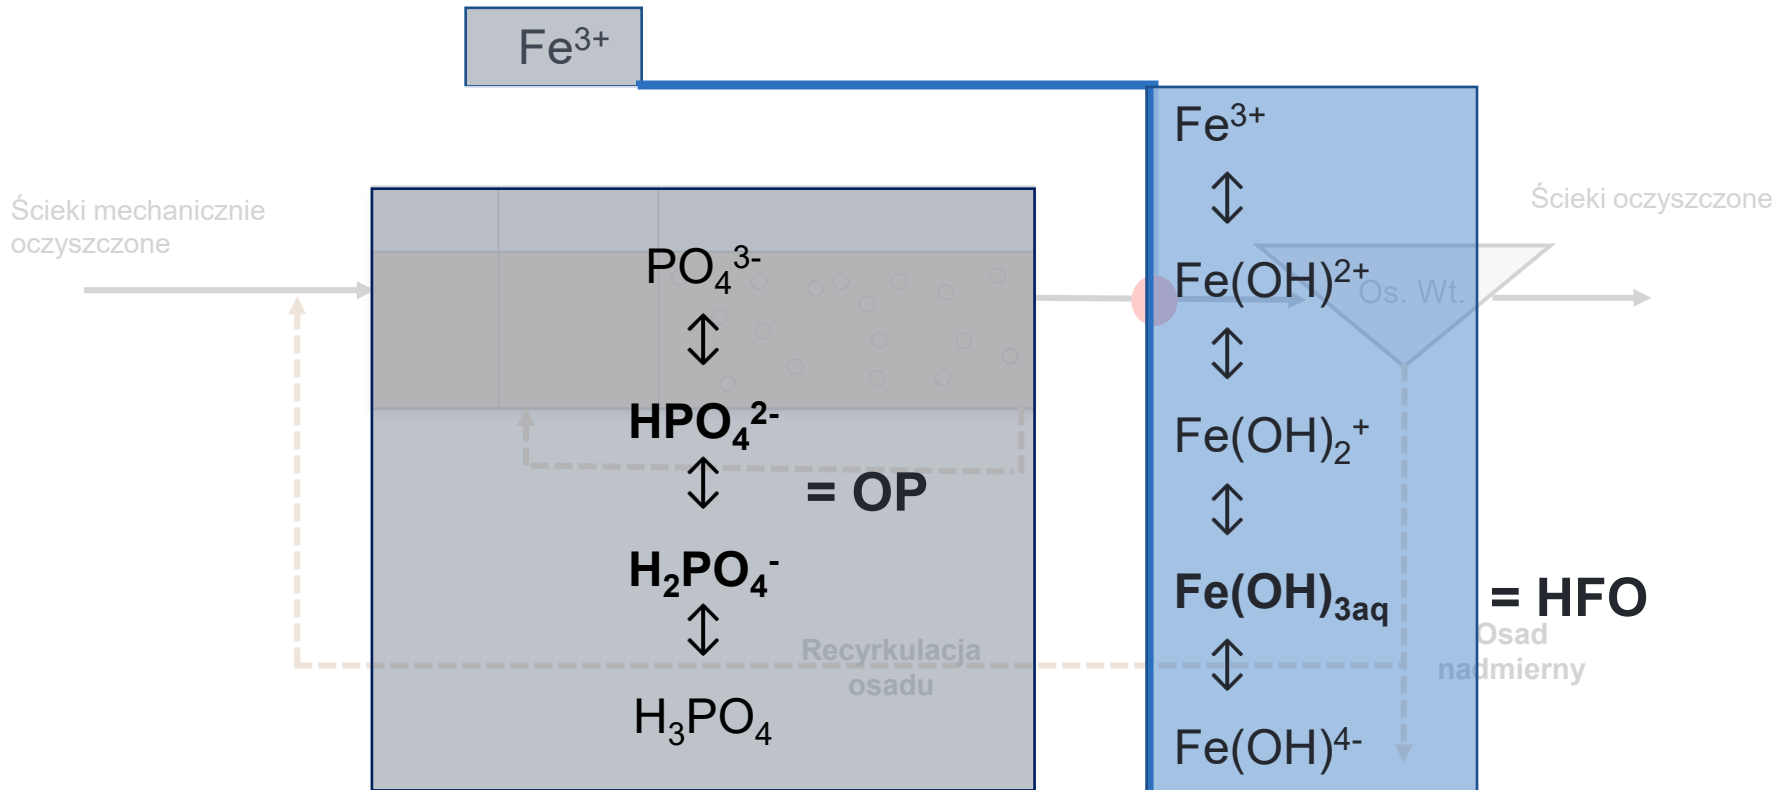 Fe³⁺
Ścieki mechanicznie
oczyszczone
PO₄³⁻
HPO₄²⁻
= OP
H₂PO₄⁻
H₃PO₄
Recyrkulacja
osadu
Fe³⁺
Fe(OH)²⁺
Fe(OH)₂⁺
Fe(OH)₃aq
Fe(OH)⁴⁻
Os. Wt.
Ścieki oczyszczone
= HFO
Osad
nadmierny